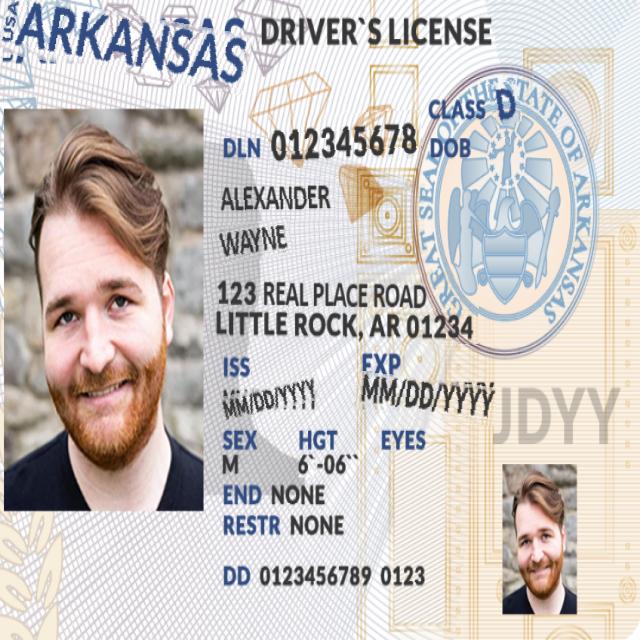 USA
ARKANSAS
DRIVER`S LICENSE
CLASS D
DLN 012345678 DOB
ALEXANDER
WAYNE
123 REAL PLACE ROAD
LITTLE ROCK, AR 01234
ISS EXP
MM/DD/YYYY MM/DD/YYYY
JDYY
SEX HGT EYES
M 6`-06``
END NONE
RESTR NONE
DD 0123456789 0123
GREAT SEAL OF THE STATE OF ARKANSAS